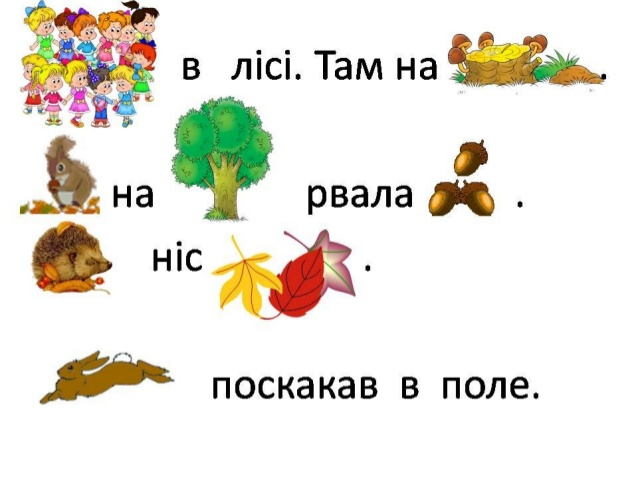 в лісі. Там на .
на рвала .
ніс .
поскакав в поле.